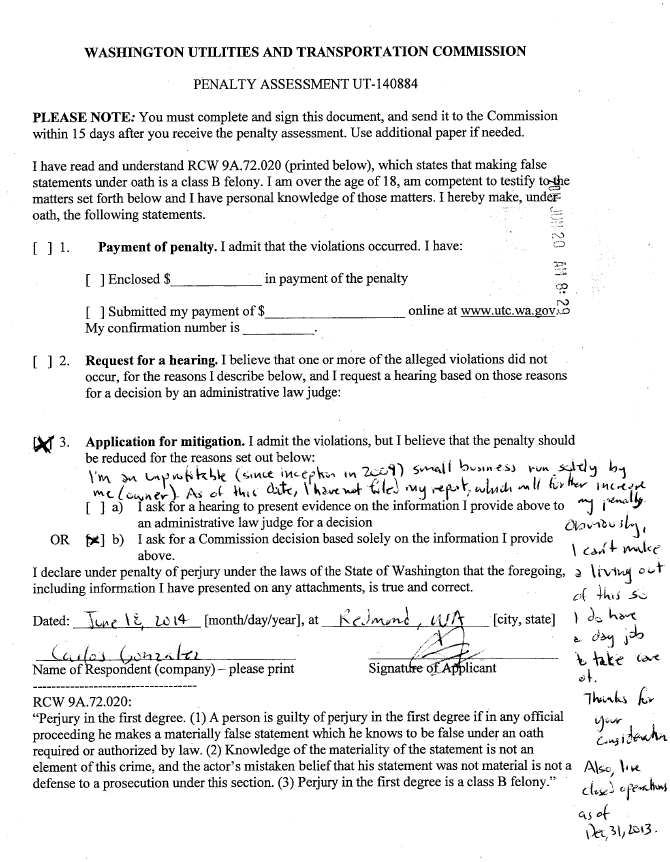 WASHINGTON UTILITIES AND TRANSPORTATION COMMISSION
PENALTY ASSESSMENT UT-140884
PLEASE NOTE: You must complete and sign this document, and send it to the Commission
within 15 days after you receive the penalty assessment. Use additional paper if needed.
I have read and understand RCW 9A.72.020 (printed below), which states that making false
statements under oath is a class B felony. I am over the age of 18, am competent to testify to the
matters set forth below and I have personal knowledge of those matters. I hereby make, under
oath, the following statements.
JUN 20 AM 8:29
[ ] 1. Payment of penalty. I admit that the violations occurred. I have:
[ ] Enclosed $____________ in payment of the penalty
[ ] Submitted my payment of $__________________ online at www.utc.wa.gov.
My confirmation number is _________.
[ ] 2. Request for a hearing. I believe that one or more of the alleged violations did not
occur, for the reasons I describe below, and I request a hearing based on those reasons
for a decision by an administrative law judge:
[X] 3. Application for mitigation. I admit the violations, but I believe that the penalty should
be reduced for the reasons set out below:
I'm an unprofitable (since inception in 2009) small business run solely by
me (owner). As of this date, I have not filed my report, which will further increase
my penalty.
[ ] a) I ask for a hearing to present evidence on the information I provide above to
an administrative law judge for a decision
OR [X] b) I ask for a Commission decision based solely on the information I provide
above.
Obviously,
I can't make
a living out
of this so
I do have
a day job
to take care
of.
Thanks for
your
consideration
Also, I've
closed operations
as of
Dec, 31, 2013.
I declare under penalty of perjury under the laws of the State of Washington that the foregoing,
including information I have presented on any attachments, is true and correct.
Dated: June 18, 2014 [month/day/year], at Redmond, WA [city, state]
Carlos Gonzalez
Name of Respondent (company) – please print
Signature of Applicant
-----------------------------------
RCW 9A.72.020:
"Perjury in the first degree. (1) A person is guilty of perjury in the first degree if in any official
proceeding he makes a materially false statement which he knows to be false under an oath
required or authorized by law. (2) Knowledge of the materiality of the statement is not an
element of this crime, and the actor's mistaken belief that his statement was not material is not a
defense to a prosecution under this section. (3) Perjury in the first degree is a class B felony."